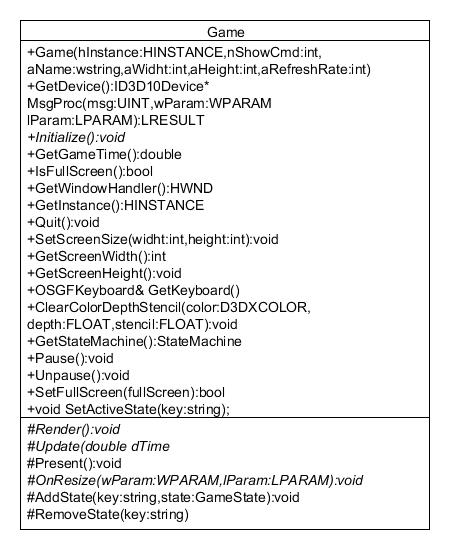 Game
+Game(hInstance:HINSTANCE,nShowCmd:int,
aName:wstring,aWidht:int,aHeight:int,aRefreshRate:int)
+GetDevice():ID3D10Device*
MsgProc(msg:UINT,wParam:WPARAM
lParam:LPARAM):LRESULT
+Initialize():void
+GetGameTime():double
+IsFullScreen():bool
+GetWindowHandler():HWND
+GetInstance():HINSTANCE
+Quit():void
+SetScreenSize(widht:int,height:int):void
+GetScreenWidth():int
+GetScreenHeight():void
+OSGFKeyboard& GetKeyboard()
+ClearColorDepthStencil(color:D3DXCOLOR,
depth:FLOAT,stencil:FLOAT):void
+GetStateMachine():StateMachine
+Pause():void
+Unpause():void
+SetFullScreen(fullScreen):bool
+void SetActiveState(key:string);
#Render():void
#Update(double dTime
#Present():void
#OnResize(wParam:WPARAM,lParam:LPARAM):void
#AddState(key:string,state:GameState):void
#RemoveState(key:string)